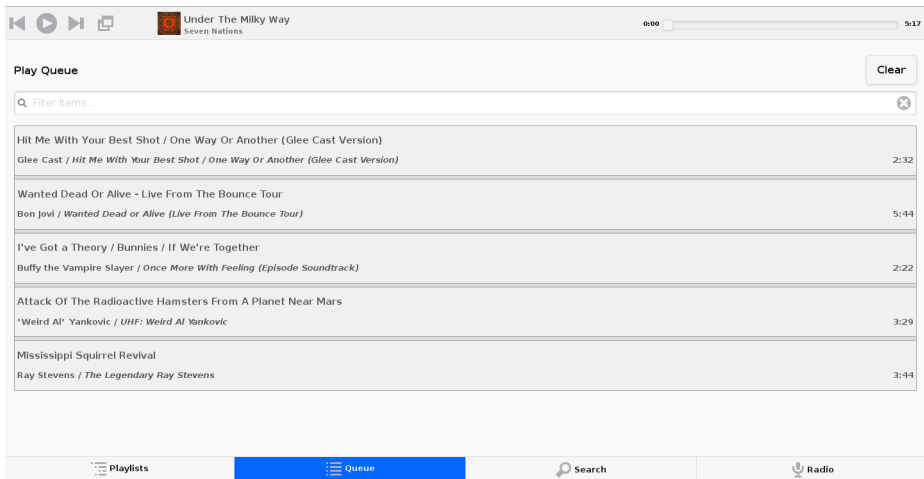 Under The Milky Way
Seven Nations
0:00
5:17
Play Queue
Clear
Filter items...
Hit Me With Your Best Shot / One Way Or Another (Glee Cast Version)
Glee Cast / Hit Me With Your Best Shot / One Way Or Another (Glee Cast Version) 2:32
Wanted Dead Or Alive - Live From The Bounce Tour
Bon Jovi / Wanted Dead or Alive (Live From The Bounce Tour) 5:44
I've Got a Theory / Bunnies / If We're Together
Buffy the Vampire Slayer / Once More With Feeling (Episode Soundtrack) 2:22
Attack Of The Radioactive Hamsters From A Planet Near Mars
"Weird Al" Yankovic / UHF: Weird Al Yankovic 3:29
Mississippi Squirrel Revival
Ray Stevens / The Legendary Ray Stevens 3:44
Playlists Queue Search Radio